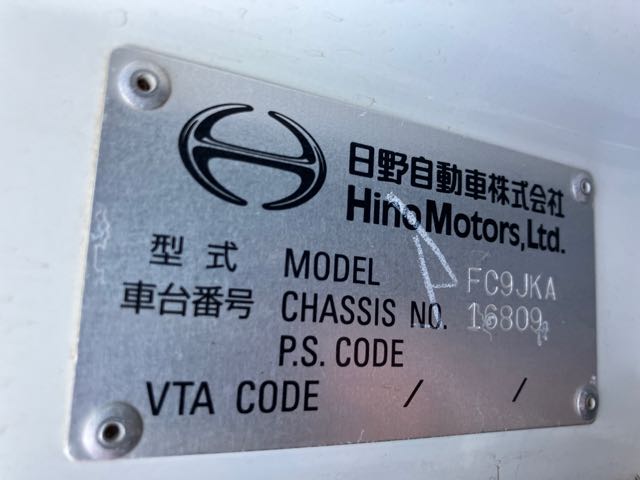 日野自動車株式会社
Hino Motors, Ltd.
型式 MODEL FC9JKA
車台番号 CHASSIS NO. 16809
P.S. CODE
VTA CODE / /